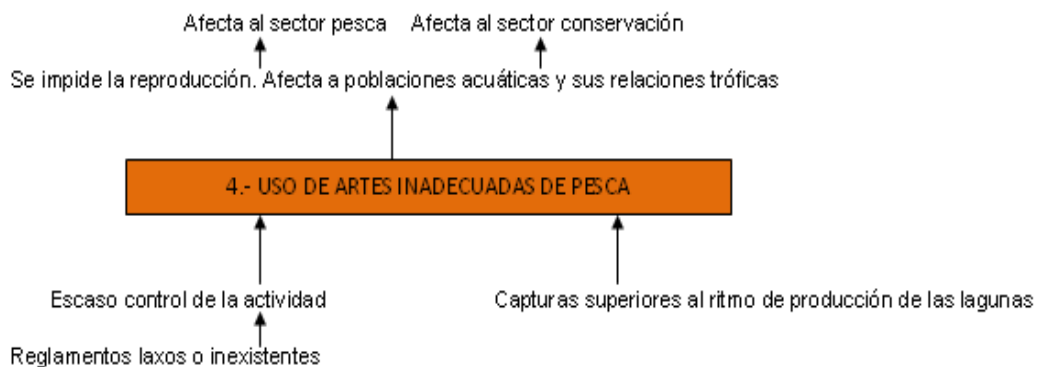 Afecta al sector pesca Afecta al sector conservación
Se impide la reproducción. Afecta a poblaciones acuáticas y sus relaciones tróficas
4.- USO DE ARTES INADECUADAS DE PESCA
Escaso control de la actividad Capturas superiores al ritmo de producción de las lagunas
Reglamentos laxos o inexistentes